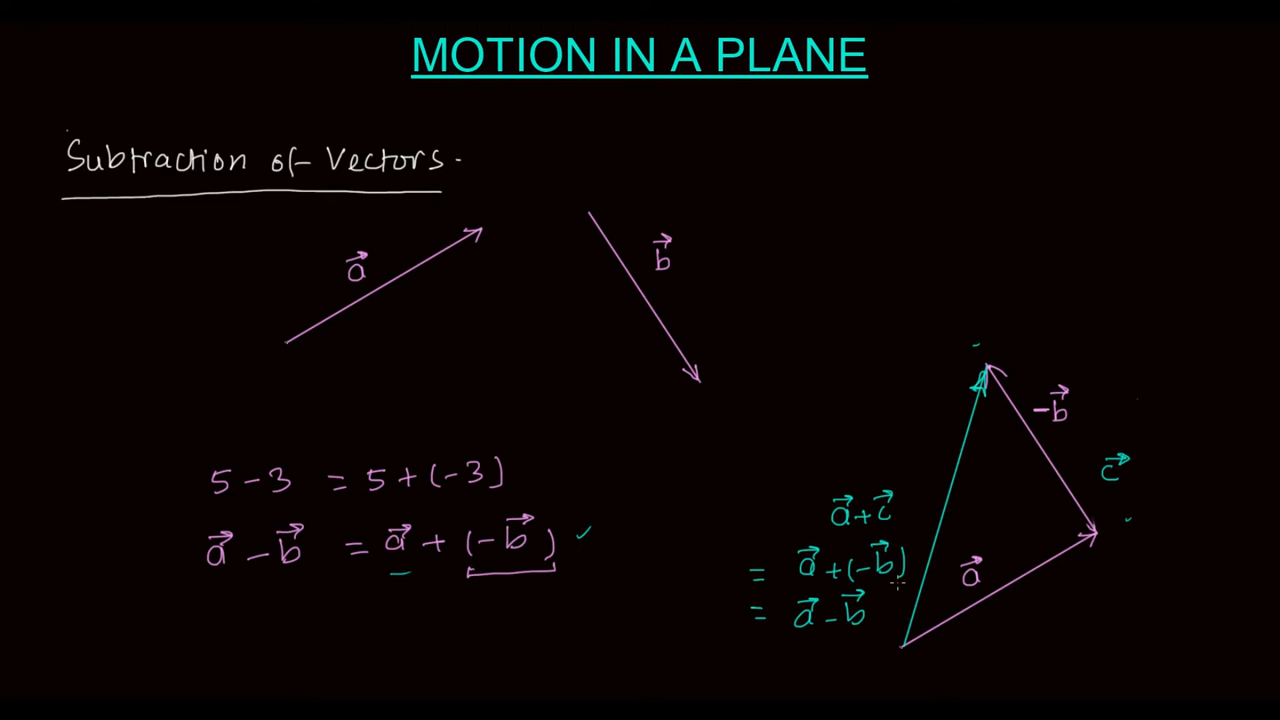 MOTION IN A PLANE
Subtraction of Vectors.
a⃗
b⃗
-b⃗
c⃗
5 - 3 = 5 + (-3)
a⃗ - b⃗ = a⃗ + (-b⃗) ✓
a⃗ + c⃗
= a⃗ + (-b⃗)
= a⃗ - b⃗
a⃗